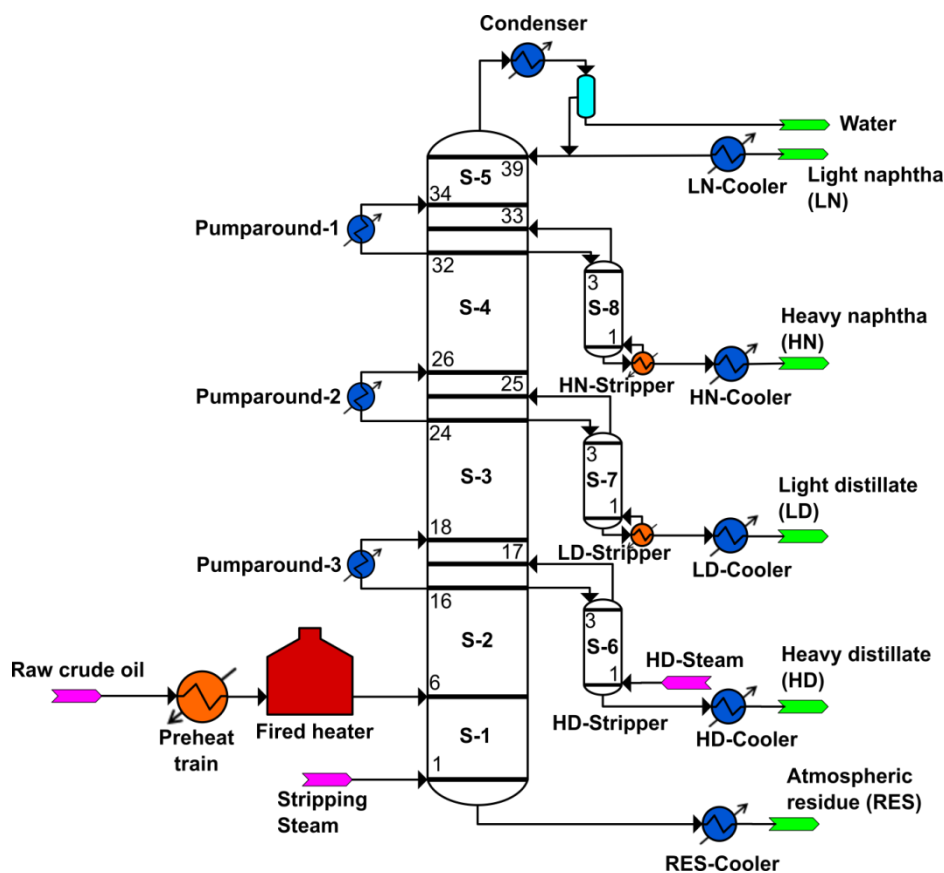 Condenser
Water
39
S-5
LN-Cooler
Light naphtha
(LN)
34
33
Pumparound-1
32
3
S-8
S-4
1
Heavy naphtha
(HN)
26
HN-Stripper
HN-Cooler
25
Pumparound-2
24
3
S-7
S-3
1
Light distillate
(LD)
18
LD-Stripper
LD-Cooler
17
Pumparound-3
16
3
S-6
S-2
1
HD-Steam
Heavy distillate
(HD)
Raw crude oil
6
Preheat
train
Fired heater
HD-Stripper
HD-Cooler
S-1
1
Stripping
Steam
Atmospheric
residue (RES)
RES-Cooler